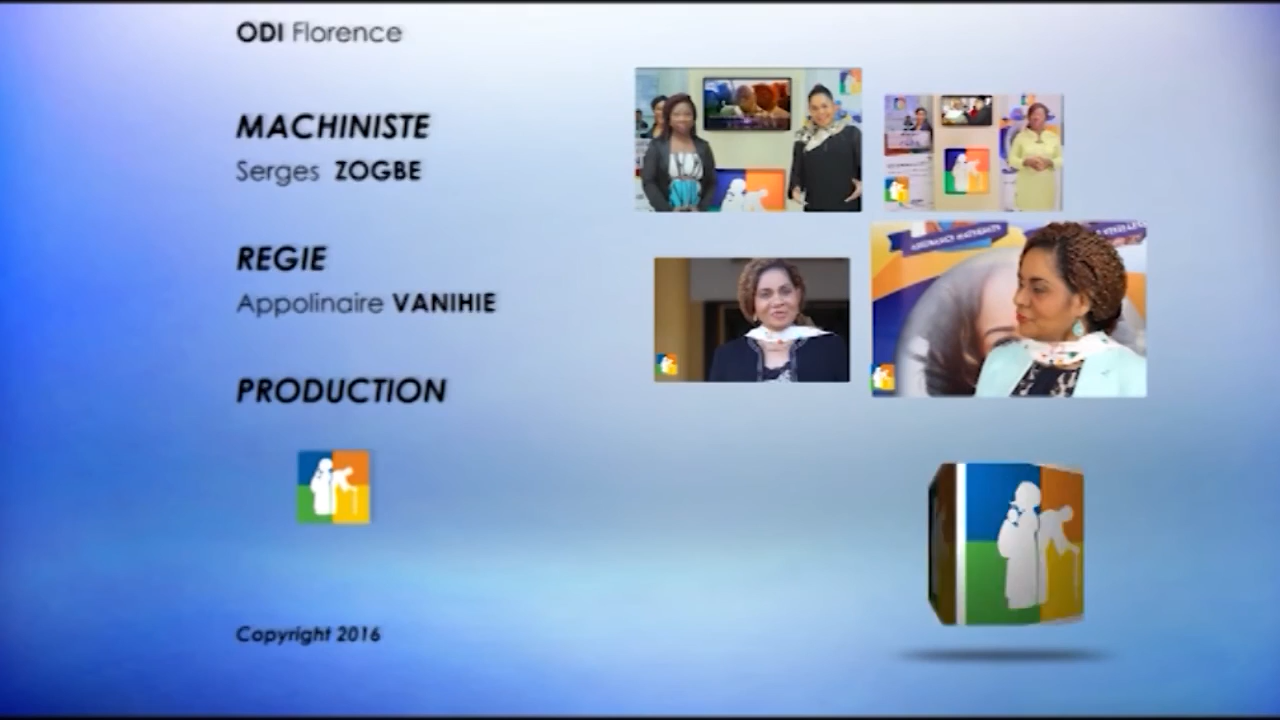 ODI Florence
MACHINISTE
Serges ZOGBE
REGIE
Appolinaire VANIHIE
PRODUCTION
Copyright 2016